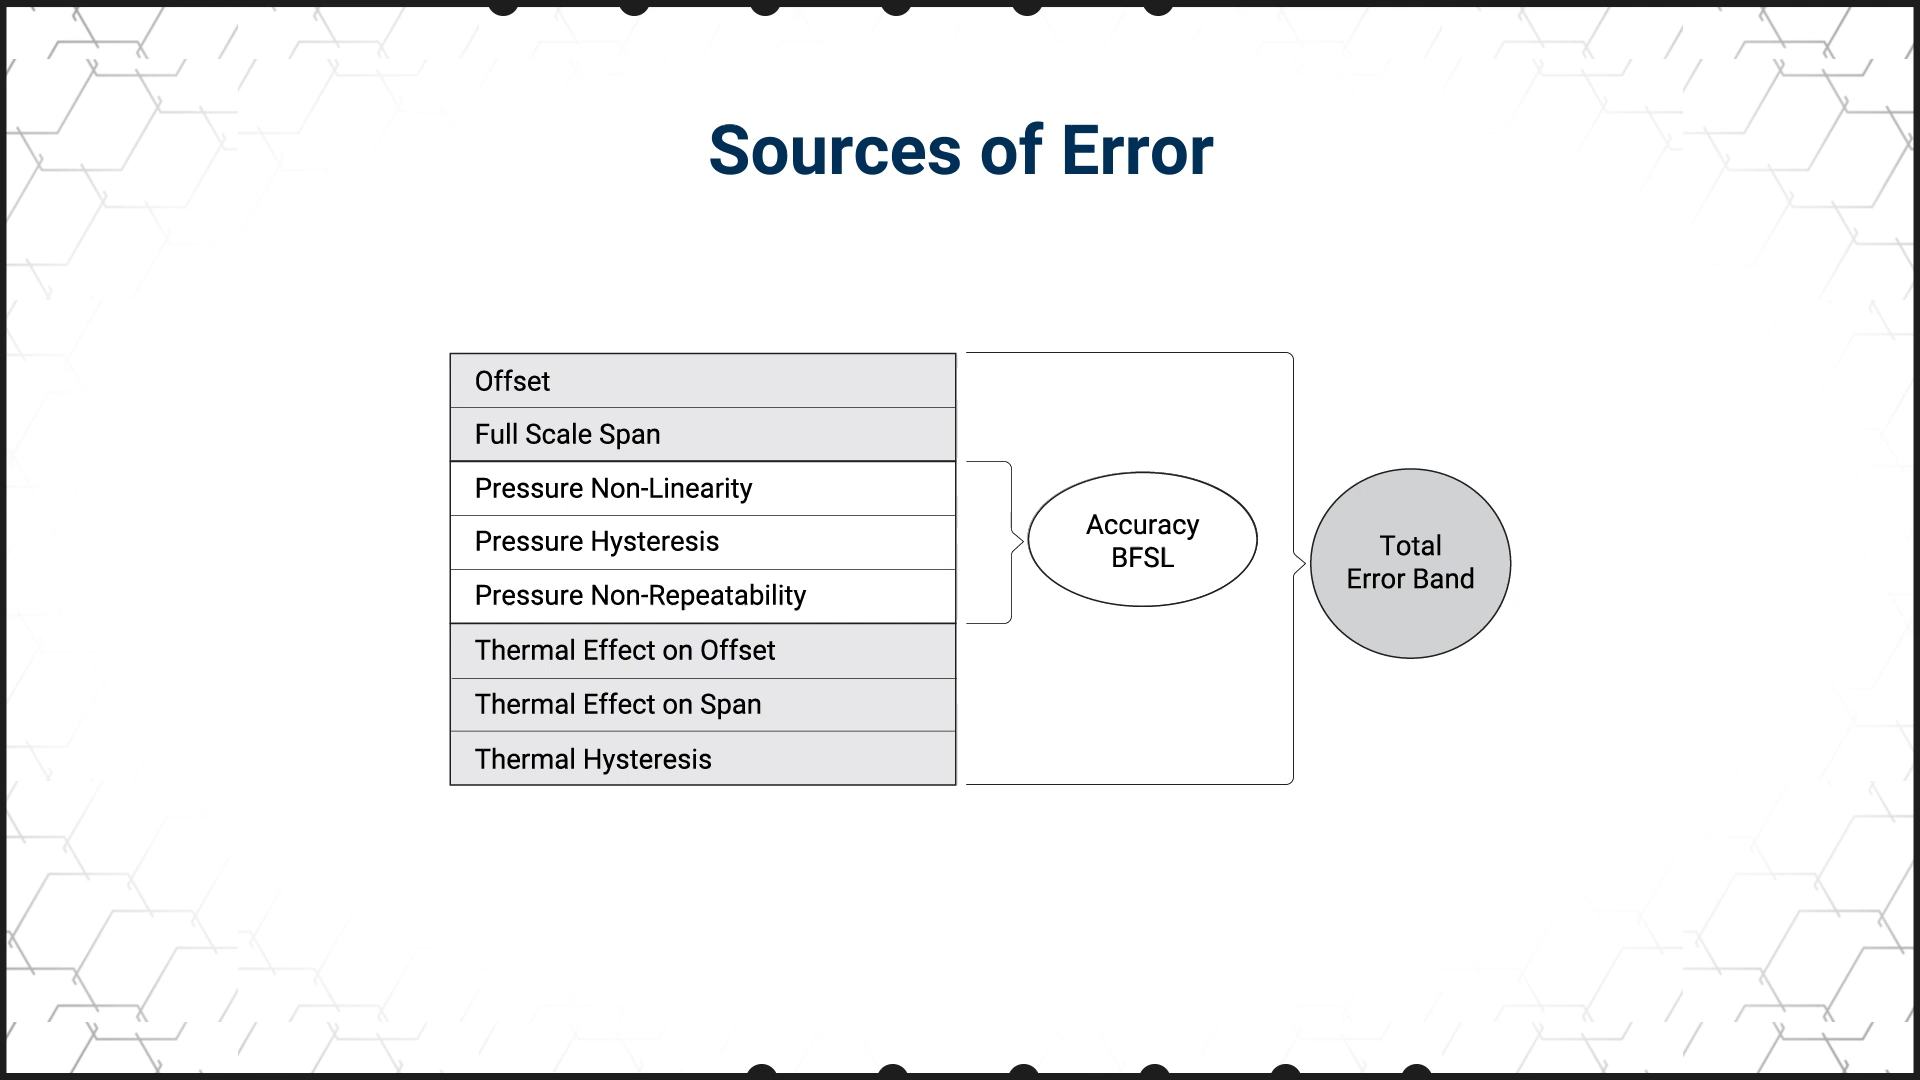 Sources of Error
Offset
Full Scale Span
Pressure Non-Linearity
Pressure Hysteresis
Pressure Non-Repeatability
Thermal Effect on Offset
Thermal Effect on Span
Thermal Hysteresis
Accuracy
BFSL
Total
Error Band